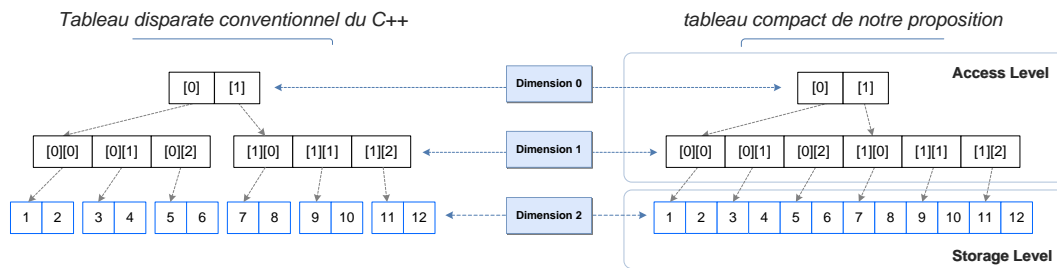 Tableau disparate conventionnel du C++
tableau compact de notre proposition
Access Level
[0] [1] Dimension 0 [0] [1]
[0][0] [0][1] [0][2] [1][0] [1][1] [1][2] Dimension 1 [0][0] [0][1] [0][2] [1][0] [1][1] [1][2]
1 2 3 4 5 6 7 8 9 10 11 12 Dimension 2 1 2 3 4 5 6 7 8 9 10 11 12
Storage Level